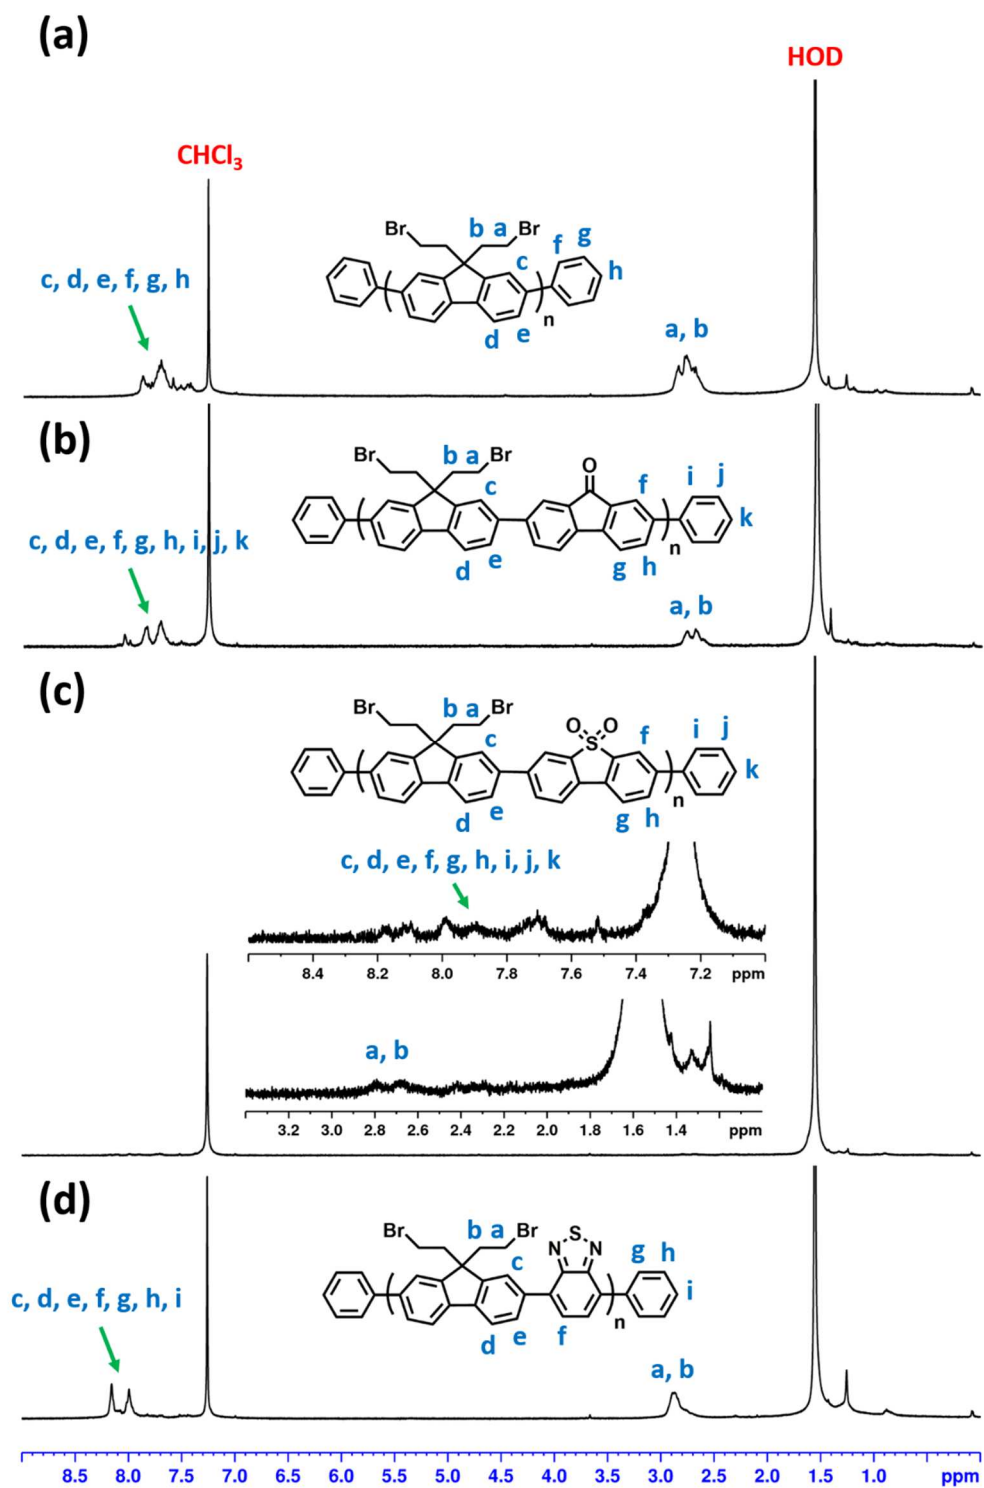 (a)
HOD
CHCl3
Br b a Br
f g
c, d, e, f, g, h
c h
n
d e
a, b
(b)
Br b a Br O
c f i j
k
c, d, e, f, g, h, i, j, k
n
d e g h
a, b
(c)
Br b a Br O O
S
c f i j
k
n
d e g h
c, d, e, f, g, h, i, j, k
8.4 8.2 8.0 7.8 7.6 7.4 7.2 ppm
a, b
3.2 3.0 2.8 2.6 2.4 2.2 2.0 1.8 1.6 1.4 ppm
(d)
Br b a Br S
N N
c g h
i
c, d, e, f, g, h, i
n
d e f
a, b
8.5 8.0 7.5 7.0 6.5 6.0 5.5 5.0 4.5 4.0 3.5 3.0 2.5 2.0 1.5 1.0 ppm